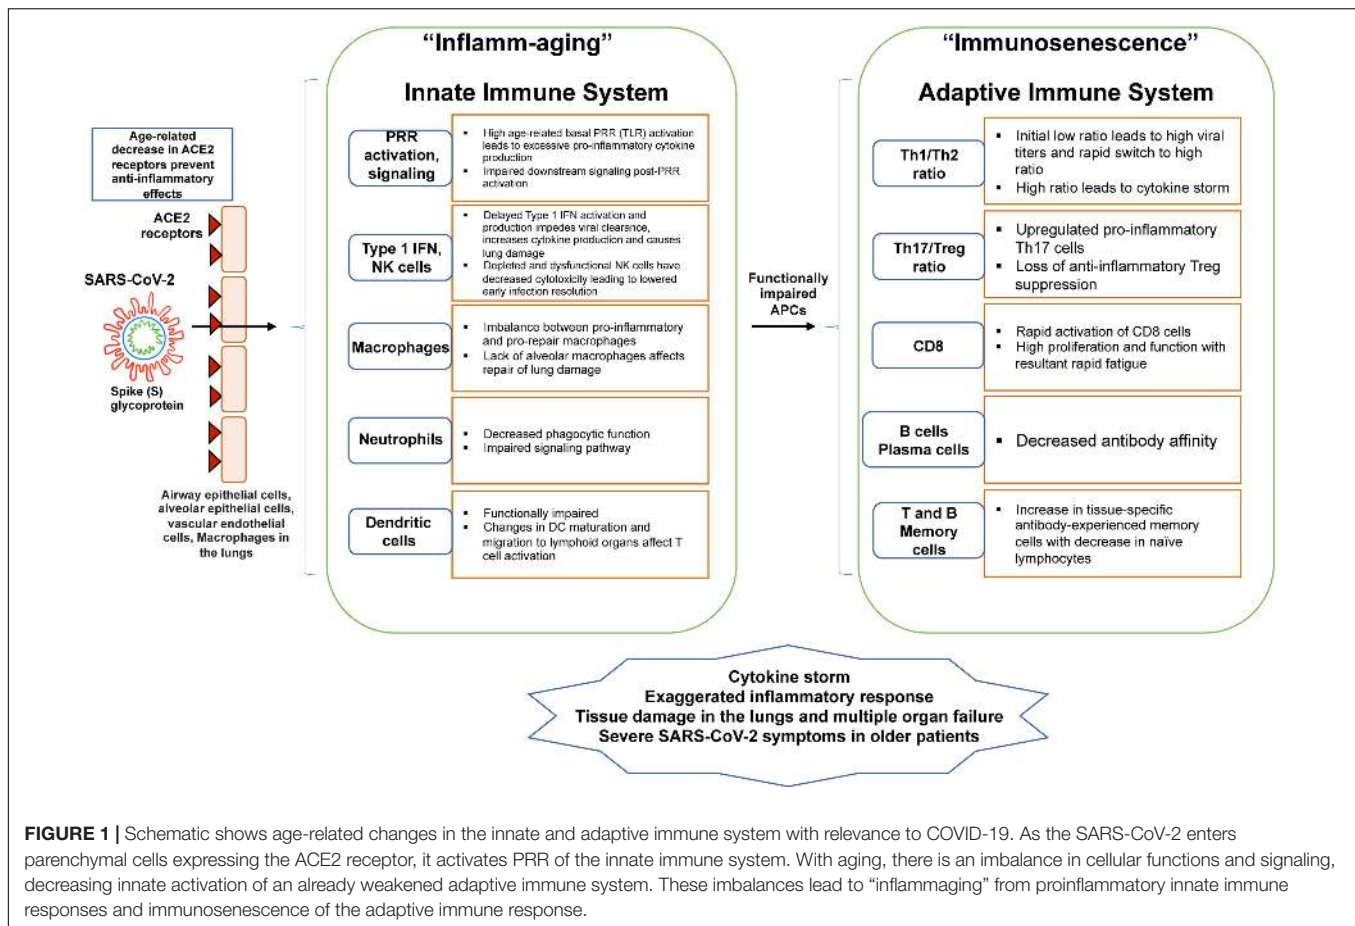 "Inflamm-aging"
Innate Immune System
Age-related
decrease in ACE2
receptors prevent
anti-inflammatory
effects
ACE2
receptors
SARS-CoV-2
Spike (S)
glycoprotein
Airway epithelial cells,
alveolar epithelial cells,
vascular endothelial
cells, Macrophages in
the lungs
PRR
activation,
signaling
▪ High age-related basal PRR (TLR) activation
leads to excessive pro-inflammatory cytokine
production
▪ Impaired downstream signaling post-PRR
activation
Type 1 IFN,
NK cells
▪ Delayed Type 1 IFN activation and
production impedes viral clearance,
increases cytokine production and causes
lung damage
▪ Depleted and dysfunctional NK cells have
decreased cytotoxicity leading to lowered
early infection resolution
Macrophages
▪ Imbalance between pro-inflammatory
and pro-repair macrophages
▪ Lack of alveolar macrophages affects
repair of lung damage
Neutrophils
▪ Decreased phagocytic function
▪ Impaired signaling pathway
Dendritic
cells
▪ Functionally impaired
▪ Changes in DC maturation and
migration to lymphoid organs affect T
cell activation
Functionally
impaired
APCs
"Immunosenescence"
Adaptive Immune System
Th1/Th2
ratio
▪ Initial low ratio leads to high viral
titers and rapid switch to high
ratio
▪ High ratio leads to cytokine storm
Th17/Treg
ratio
▪ Upregulated pro-inflammatory
Th17 cells
▪ Loss of anti-inflammatory Treg
suppression
CD8
▪ Rapid activation of CD8 cells
▪ High proliferation and function with
resultant rapid fatigue
B cells
Plasma cells
▪ Decreased antibody affinity
T and B
Memory
cells
▪ Increase in tissue-specific
antibody-experienced memory
cells with decrease in naïve
lymphocytes
Cytokine storm
Exaggerated inflammatory response
Tissue damage in the lungs and multiple organ failure
Severe SARS-CoV-2 symptoms in older patients
FIGURE 1 | Schematic shows age-related changes in the innate and adaptive immune system with relevance to COVID-19. As the SARS-CoV-2 enters
parenchymal cells expressing the ACE2 receptor, it activates PRR of the innate immune system. With aging, there is an imbalance in cellular functions and signaling,
decreasing innate activation of an already weakened adaptive immune system. These imbalances lead to "inflammaging" from proinflammatory innate immune
responses and immunosenescence of the adaptive immune response.